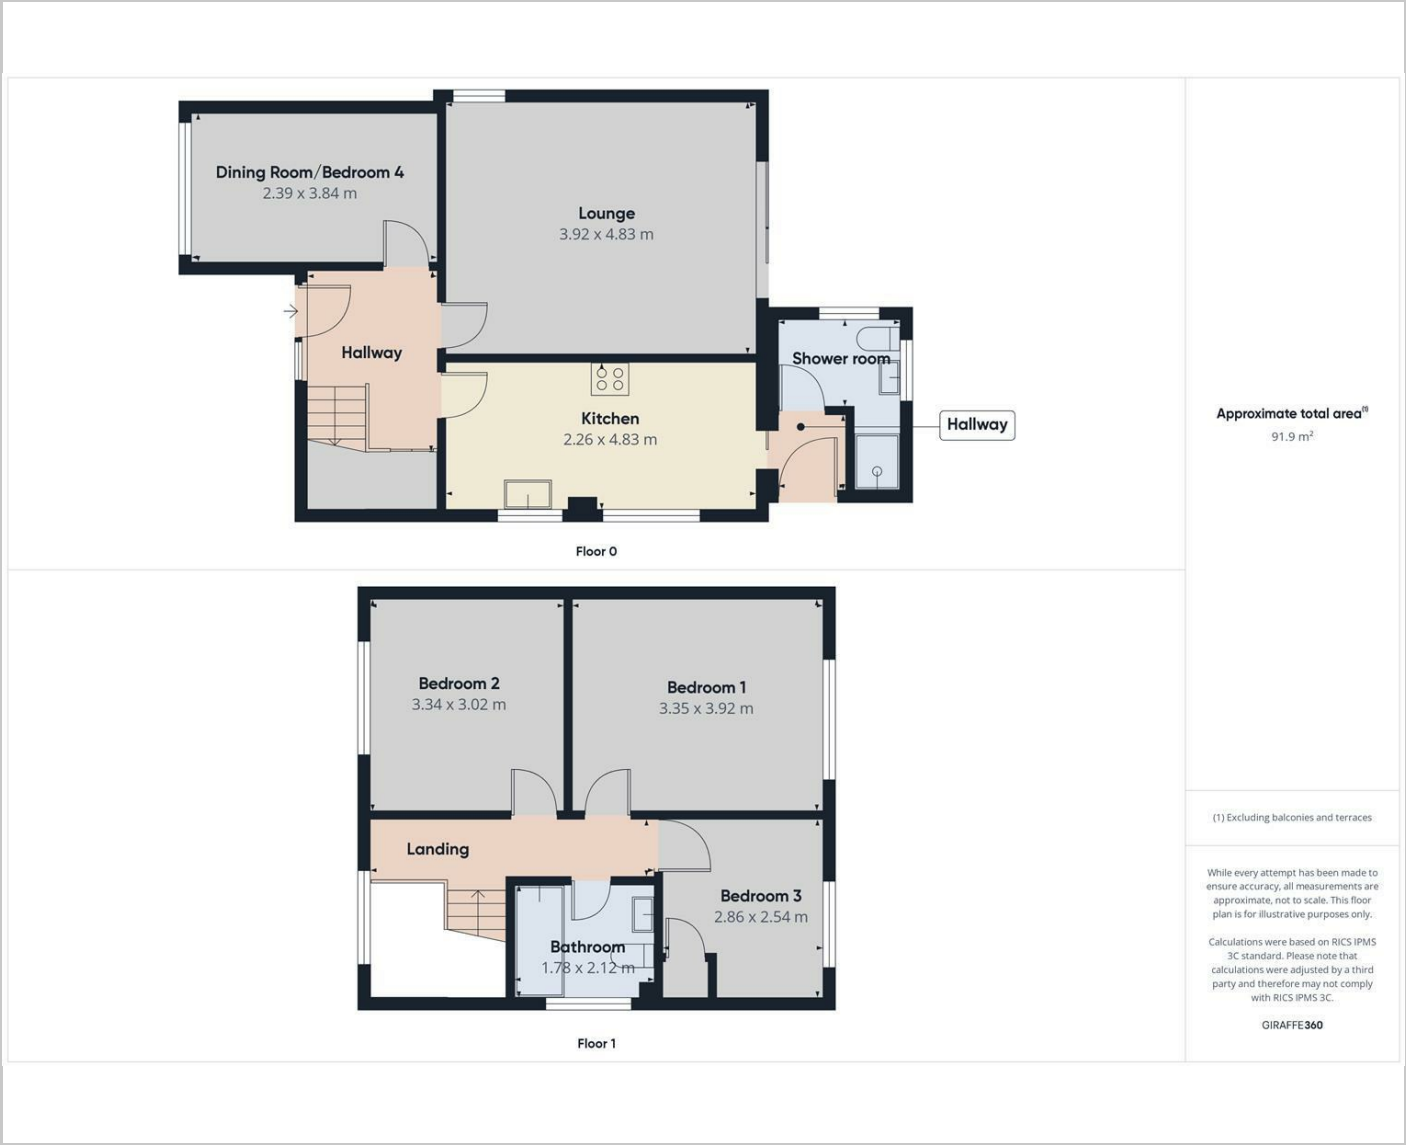 Dining Room/Bedroom 4
2.39 x 3.84 m
Lounge
3.92 x 4.83 m
Hallway
Shower room
Kitchen
2.26 x 4.83 m
Hallway
Floor 0
Approximate total area(1)
91.9 m²
Bedroom 2
3.34 x 3.02 m
Bedroom 1
3.35 x 3.92 m
Landing
Bedroom 3
2.86 x 2.54 m
Bathroom
1.78 x 2.12 m
Floor 1
(1) Excluding balconies and terraces
While every attempt has been made to
ensure accuracy, all measurements are
approximate, not to scale. This floor
plan is for illustrative purposes only.
Calculations were based on RICS IPMS
3C standard. Please note that
calculations were adjusted by a third
party and therefore may not comply
with RICS IPMS 3C.
GIRAFFE360